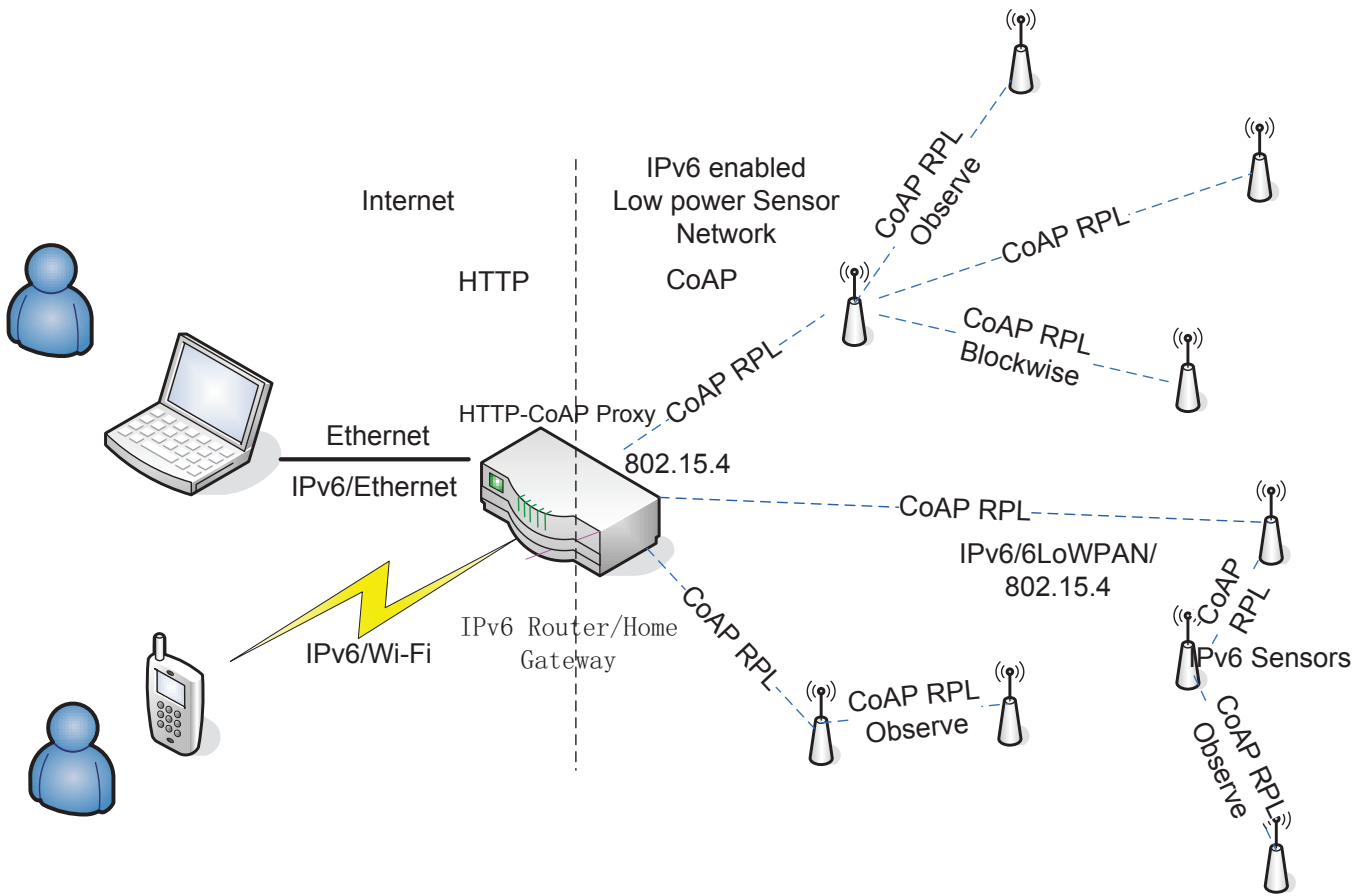 CoAP RPL
Observe
CoAP RPL
IPv6 enabled
Low power Sensor
Network
Internet
HTTP
CoAP
CoAP RPL
Blockwise
CoAP RPL
HTTP-CoAP Proxy
Ethernet
IPv6/Ethernet
802.15.4
CoAP RPL
IPv6/6LoWPAN/
802.15.4
CoAP
RPL
CoAP RPL
IPv6 Router/Home
Gateway
IPv6/Wi-Fi
IPv6 Sensors
CoAP RPL
Observe
CoAP RPL
Observe